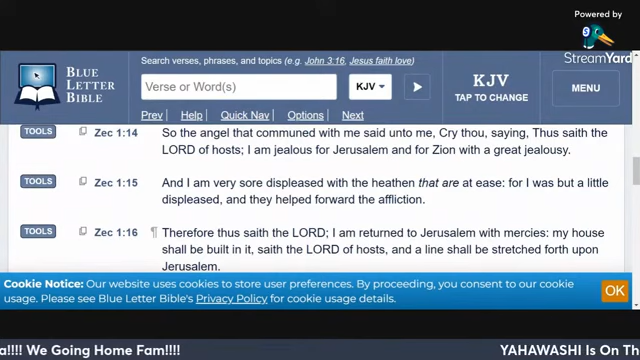 Powered by
StreamYard
Search verses, phrases, and topics (e.g. John 3:16, Jesus faith love)
BLUE
LETTER
BIBLE
Verse or Word(s)
KJV
KJV
TAP TO CHANGE
MENU
Prev | Help | Quick Nav | Options | Next
TOOLS Zec 1:14 So the angel that communed with me said unto me, Cry thou, saying, Thus saith the
LORD of hosts; I am jealous for Jerusalem and for Zion with a great jealousy.
TOOLS Zec 1:15 And I am very sore displeased with the heathen that are at ease: for I was but a little
displeased, and they helped forward the affliction.
TOOLS Zec 1:16 ¶ Therefore thus saith the LORD; I am returned to Jerusalem with mercies: my house
shall be built in it, saith the LORD of hosts, and a line shall be stretched forth upon
Jerusalem.
Cookie Notice: Our website uses cookies to store user preferences. By proceeding, you consent to our cookie
usage. Please see Blue Letter Bible's Privacy Policy for cookie usage details.
OK
a!!!! We Going Home Fam!!!! YAHAWASHI Is On Th